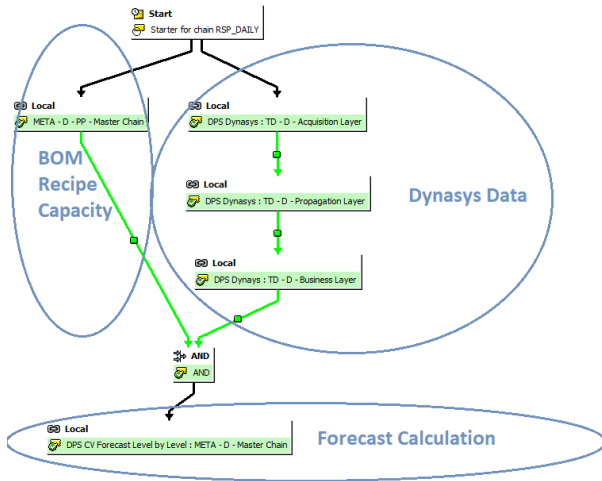 Start
Starter for chain RSP_DAILY
Local
META - D - PP - Master Chain
Local
DPS Dynasys : TD - D - Acquisition Layer
BOM
Recipe
Capacity
Local
DPS Dynasys : TD - D - Propagation Layer
Dynasys Data
Local
DPS Dynays : TD - D - Business Layer
AND
AND
Local
DPS CV Forecast Level by Level : META - D - Master Chain
Forecast Calculation